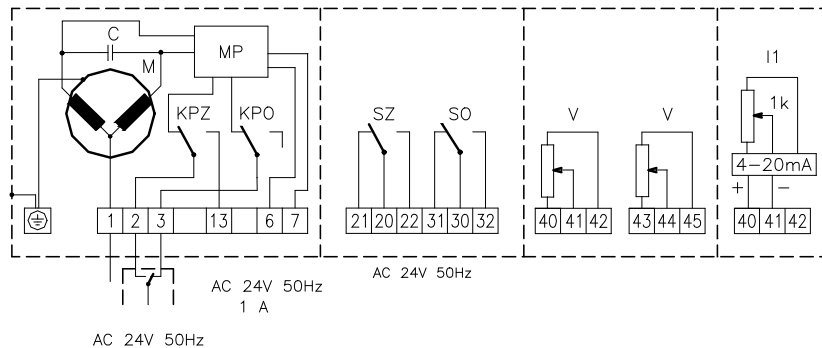 C
MP
M
I1
KPZ
KPO
SZ
SO
V
V
1k
4-20mA
+
-
1 2 3 13 6 7
21 20 22 31 30 32
40 41 42
43 44 45
40 41 42
AC 24V 50Hz
1 A
AC 24V 50Hz
AC 24V 50Hz